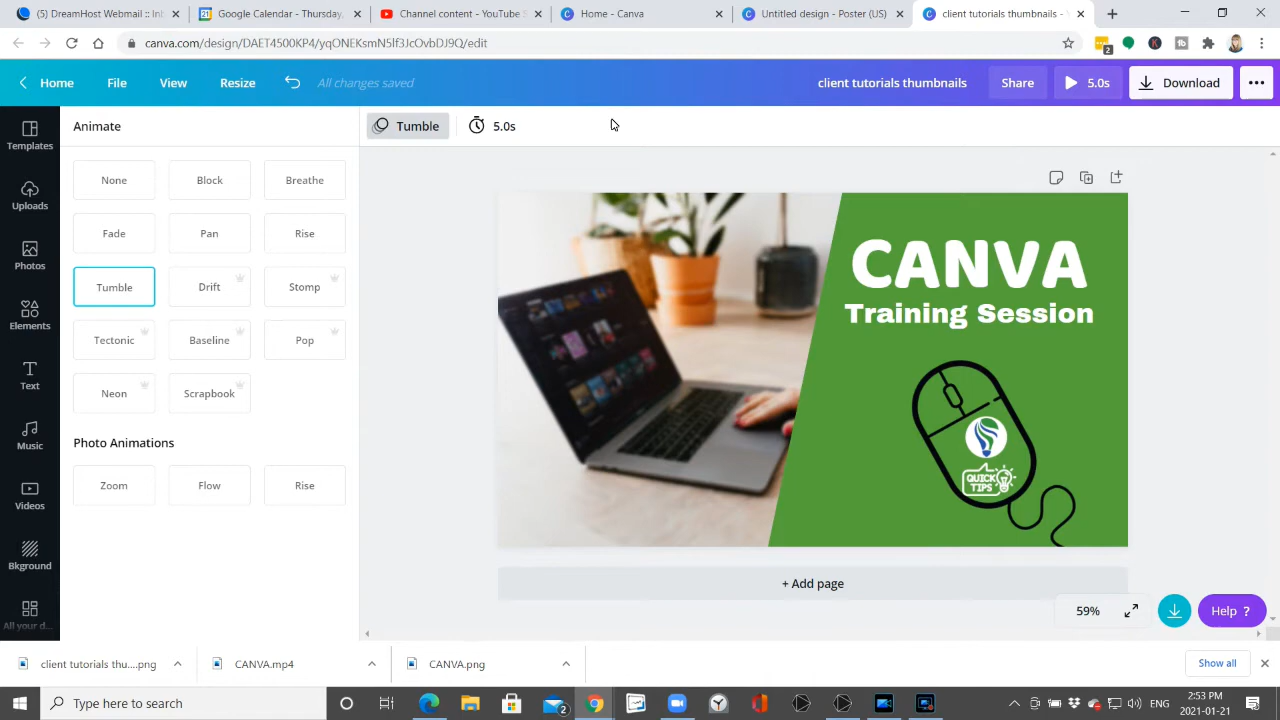 (5) DreamHost Webmail :: Int
Google Calendar - Thursday,
Tumble content - YouTube S
Home - Canva
Untitled design - Poster (US)
client tutorials thumbnails - Y
canva.com/design/DAET4500KP4/yqONEKsmN5lf3JcOvbDJ9Q/edit
2
Home
File
View
Resize
All changes saved
client tutorials thumbnails
Share
5.0s
Download
Templates
Uploads
Photos
Elements
Text
Music
Videos
Bkground
All your d...
Animate
None
Block
Breathe
Fade
Pan
Rise
Tumble
Drift
Stomp
Tectonic
Baseline
Pop
Neon
Scrapbook
Photo Animations
Zoom
Flow
Rise
Tumble
5.0s
CANVA
Training Session
QUICK
TIPS
+ Add page
59%
Help ?
client tutorials thu....png
CANVA.mp4
CANVA.png
Show all
Type here to search
2
ENG
2:53 PM
2021-01-21